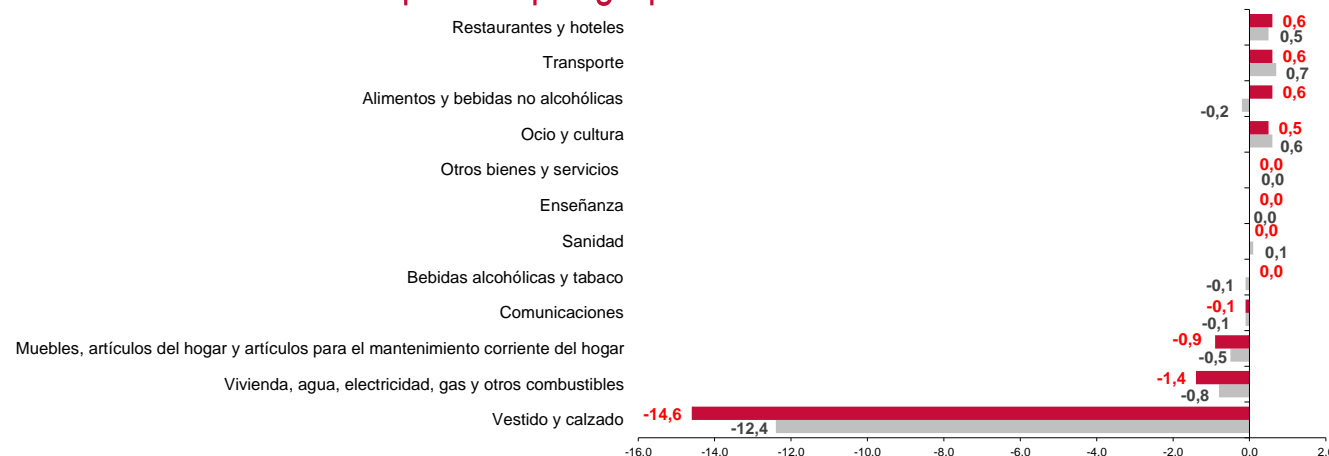 Restaurantes y hoteles
0,6
0,5
Transporte
0,6
0,7
Alimentos y bebidas no alcohólicas
0,6
-0,2
Ocio y cultura
0,5
0,6
Otros bienes y servicios
0,0
0,0
Enseñanza
0,0
0,0
Sanidad
0,0
0,1
Bebidas alcohólicas y tabaco
0,0
-0,1
Comunicaciones
-0,1
-0,1
Muebles, artículos del hogar y artículos para el mantenimiento corriente del hogar
-0,9
-0,5
Vivienda, agua, electricidad, gas y otros combustibles
-1,4
-0,8
Vestido y calzado
-14,6
-12,4
-16,0 -14,0 -12,0 -10,0 -8,0 -6,0 -4,0 -2,0 0,0 2,0